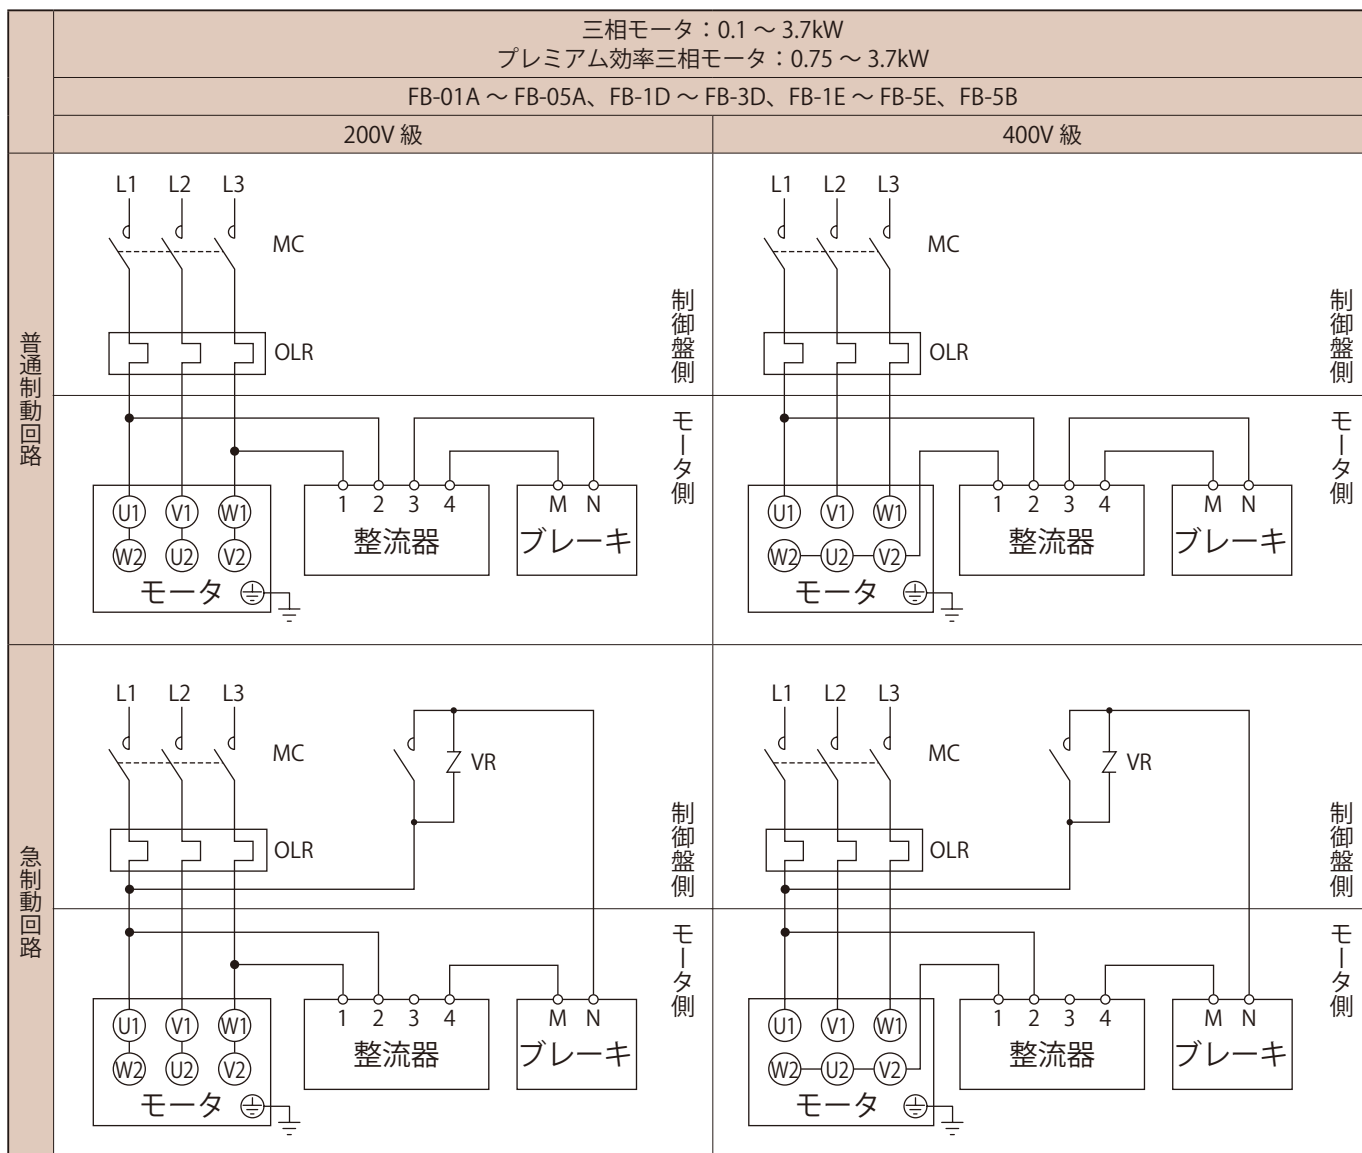 三相モータ：0.1 ～ 3.7kW
プレミアム効率三相モータ：0.75 ～ 3.7kW
FB-01A ～ FB-05A、FB-1D ～ FB-3D、FB-1E ～ FB-5E、FB-5B
200V 級
400V 級
普通制動回路
L1 L2 L3
MC
OLR
制御盤側
モータ側
U1 V1 W1
W2 U2 V2
モータ
1 2 3 4
整流器
M N
ブレーキ
L1 L2 L3
MC
OLR
制御盤側
モータ側
U1 V1 W1
W2 U2 V2
モータ
1 2 3 4
整流器
M N
ブレーキ
急制動回路
L1 L2 L3
MC
VR
OLR
制御盤側
モータ側
U1 V1 W1
W2 U2 V2
モータ
1 2 3 4
整流器
M N
ブレーキ
L1 L2 L3
MC
VR
OLR
制御盤側
モータ側
U1 V1 W1
W2 U2 V2
モータ
1 2 3 4
整流器
M N
ブレーキ